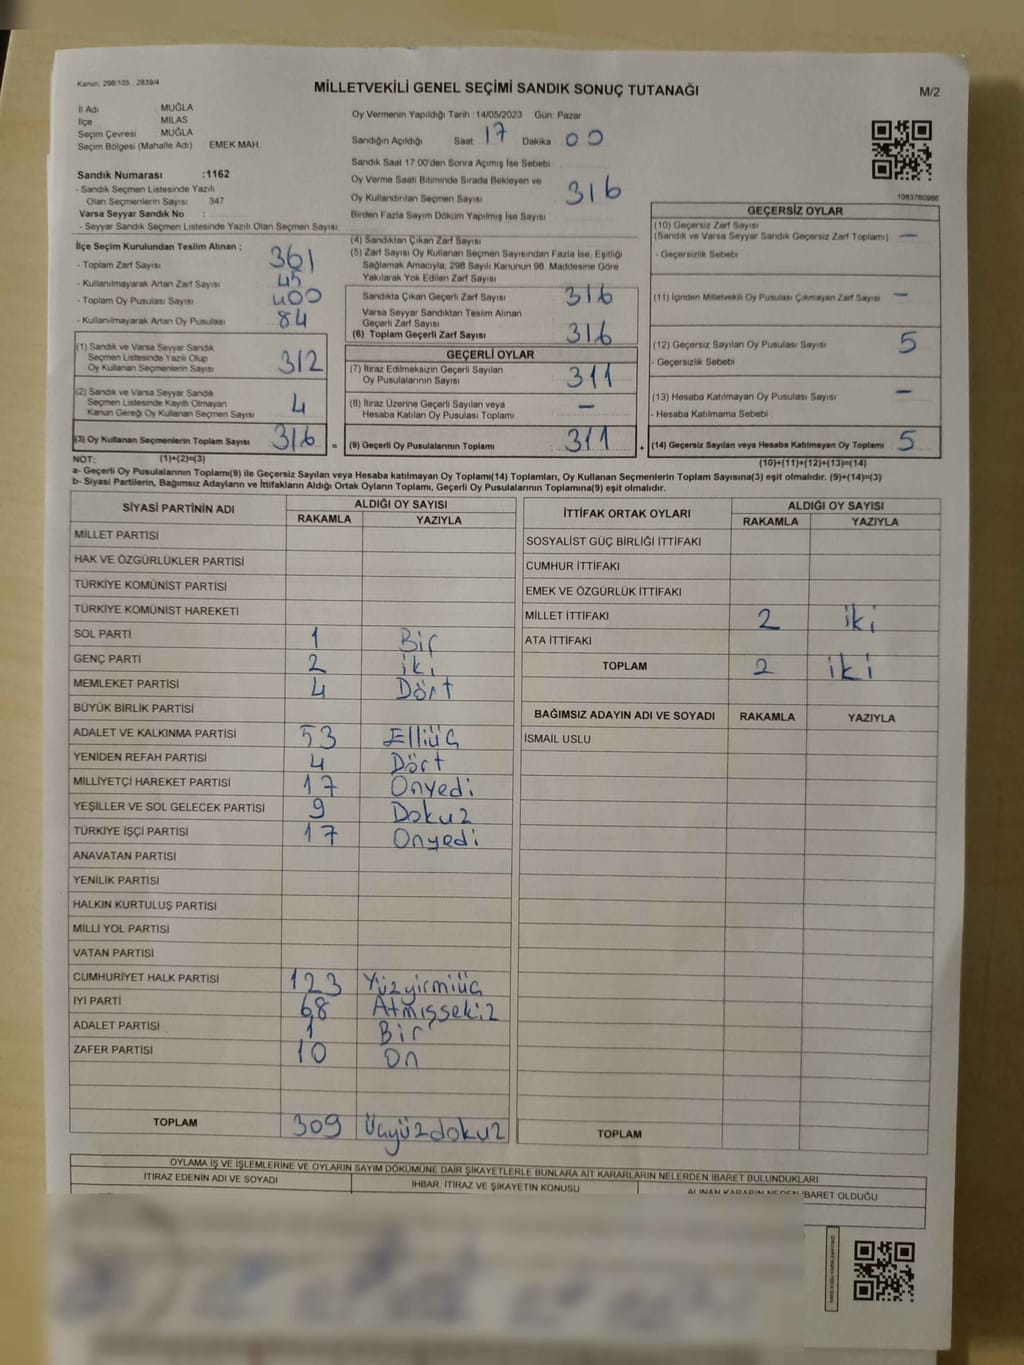 Kanun: 298/105 , 2839/4
MİLLETVEKİLİ GENEL SEÇİMİ SANDIK SONUÇ TUTANAĞI
M/2
İl Adı : MUĞLA
İlçe : MİLAS
Seçim Çevresi : MUĞLA
Seçim Bölgesi (Mahalle Adı) EMEK MAH.
Oy Vermenin Yapıldığı Tarih :14/05/2023 Gün: Pazar
Sandığın Açıldığı Saat 17 Dakika 00
Sandık Saat 17:00'den Sonra Açılmış İse Sebebi :
Oy Verme Saati Bitiminde Sırada Bekleyen ve
Oy Kullandırılan Seçmen Sayısı 316
Birden Fazla Sayım Döküm Yapılmış İse Sayısı
Sandık Numarası :1162
- Sandık Seçmen Listesinde Yazılı
Olan Seçmenlerin Sayısı 347
Varsa Seyyar Sandık No :
- Seyyar Sandık Seçmen Listesinde Yazılı Olan Seçmen Sayısı :
1063760986
İlçe Seçim Kurulundan Teslim Alınan ;
- Toplam Zarf Sayısı 361
- Kullanılmayarak Artan Zarf Sayısı 45
- Toplam Oy Pusulası Sayısı 400
- Kullanılmayarak Artan Oy Pusulası 84
(1) Sandık ve Varsa Seyyar Sandık
Seçmen Listesinde Yazılı Olup
Oy Kullanan Seçmenlerin Sayısı 312
(2) Sandık ve Varsa Seyyar Sandık
Seçmen Listesinde Kayıtlı Olmayan
Kanun Gereği Oy Kullanan Seçmen Sayısı 4
(3) Oy Kullanan Seçmenlerin Toplam Sayısı 316 =
(4) Sandıktan Çıkan Zarf Sayısı
(5) Zarf Sayısı Oy Kullanan Seçmen Sayısından Fazla İse, Eşitliği
Sağlamak Amacıyla, 298 Sayılı Kanunun 98. Maddesine Göre
Yakılarak Yok Edilen Zarf Sayısı
Sandıkta Çıkan Geçerli Zarf Sayısı 316
Varsa Seyyar Sandıktan Teslim Alınan
Geçerli Zarf Sayısı
(6) Toplam Geçerli Zarf Sayısı 316
GEÇERLİ OYLAR
(7) İtiraz Edilmeksizin Geçerli Sayılan
Oy Pusulalarının Sayısı 311
(8) İtiraz Üzerine Geçerli Sayılan veya
Hesaba Katılan Oy Pusulası Toplamı -
(9) Geçerli Oy Pusulalarının Toplamı 311 +
GEÇERSİZ OYLAR
(10) Geçersiz Zarf Sayısı
(Sandık ve Varsa Seyyar Sandık Geçersiz Zarf Toplamı) -
- Geçersizlik Sebebi :
(11) İçinden Milletvekili Oy Pusulası Çıkmayan Zarf Sayısı -
(12) Geçersiz Sayılan Oy Pusulası Sayısı 5
- Geçersizlik Sebebi :
(13) Hesaba Katılmayan Oy Pusulası Sayısı -
- Hesaba Katılmama Sebebi :
(14) Geçersiz Sayılan veya Hesaba Katılmayan Oy Toplamı 5
NOT: (1)+(2)=(3) (10)+(11)+(12)+(13)=(14)
a- Geçerli Oy Pusulalarının Toplamı(9) ile Geçersiz Sayılan veya Hesaba katılmayan Oy Toplamı(14) Toplamları, Oy Kullanan Seçmenlerin Toplam Sayısına(3) eşit olmalıdır. (9)+(14)=(3)
b- Siyasi Partilerin, Bağımsız Adayların ve İttifakların Aldığı Ortak Oyların Toplamı, Geçerli Oy Pusulalarının Toplamına(9) eşit olmalıdır.
SİYASİ PARTİNİN ADI ALDIĞI OY SAYISI
RAKAMLA YAZIYLA
MİLLET PARTİSİ
HAK VE ÖZGÜRLÜKLER PARTİSİ
TÜRKİYE KOMÜNİST PARTİSİ
TÜRKİYE KOMÜNİST HAREKETİ
SOL PARTİ 1 Bir
GENÇ PARTİ 2 iki
MEMLEKET PARTİSİ 4 Dört
BÜYÜK BİRLİK PARTİSİ
ADALET VE KALKINMA PARTİSİ 53 Elliüç
YENİDEN REFAH PARTİSİ 4 Dört
MİLLİYETÇİ HAREKET PARTİSİ 17 Onyedi
YEŞİLLER VE SOL GELECEK PARTİSİ 9 Dokuz
TÜRKİYE İŞÇİ PARTİSİ 17 Onyedi
ANAVATAN PARTİSİ
YENİLİK PARTİSİ
HALKIN KURTULUŞ PARTİSİ
MİLLİ YOL PARTİSİ
VATAN PARTİSİ
CUMHURİYET HALK PARTİSİ 123 Yüzyirmiüç
İYİ PARTİ 68 Atmışsekiz
ADALET PARTİSİ 1 Bir
ZAFER PARTİSİ 10 On
TOPLAM 309 Üçyüzdokuz
İTTİFAK ORTAK OYLARI ALDIĞI OY SAYISI
RAKAMLA YAZIYLA
SOSYALİST GÜÇ BİRLİĞİ İTTİFAKI
CUMHUR İTTİFAKI
EMEK VE ÖZGÜRLÜK İTTİFAKI
MİLLET İTTİFAKI 2 iki
ATA İTTİFAKI
TOPLAM 2 iki
BAĞIMSIZ ADAYIN ADI VE SOYADI RAKAMLA YAZIYLA
İSMAİL USLU
TOPLAM
OYLAMA İŞ VE İŞLEMLERİNE VE OYLARIN SAYIM DÖKÜMÜNE DAİR ŞİKAYETLERLE BUNLARA AİT KARARLARIN NELERDEN İBARET BULUNDUKLARI
İTİRAZ EDENİN ADI VE SOYADI İHBAR, İTİRAZ VE ŞİKAYETİN KONUSU ALINAN KARARIN NEDEN İBARET OLDUĞU